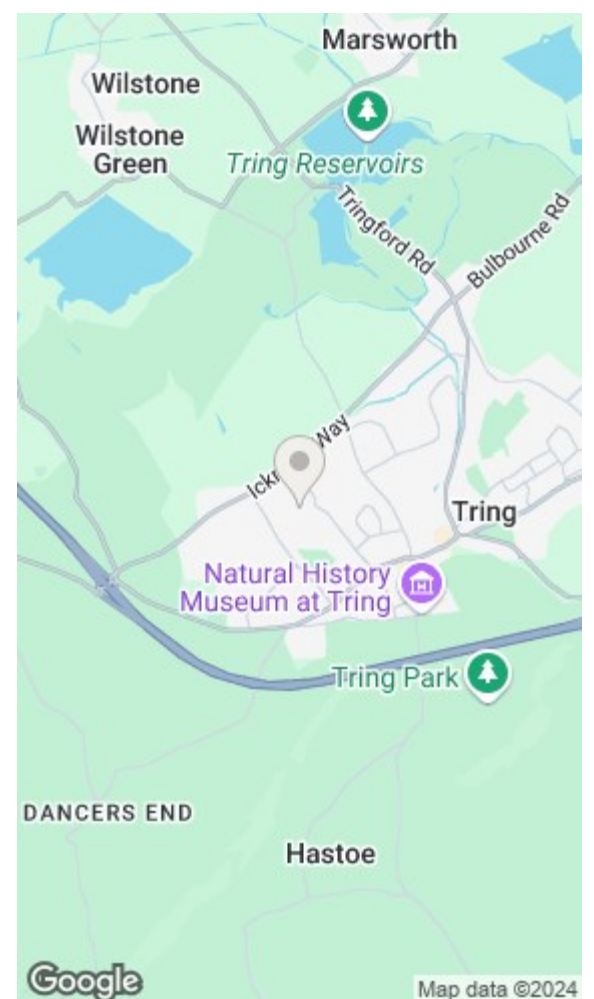 Marsworth
Wilstone
Wilstone
Green
Tring Reservoirs
Tringford Rd
Bulbourne Rd
Way
Tring
Natural History
Museum at Tring
Tring Park
DANCERS END
Hastoe
Google
Map data ©2024